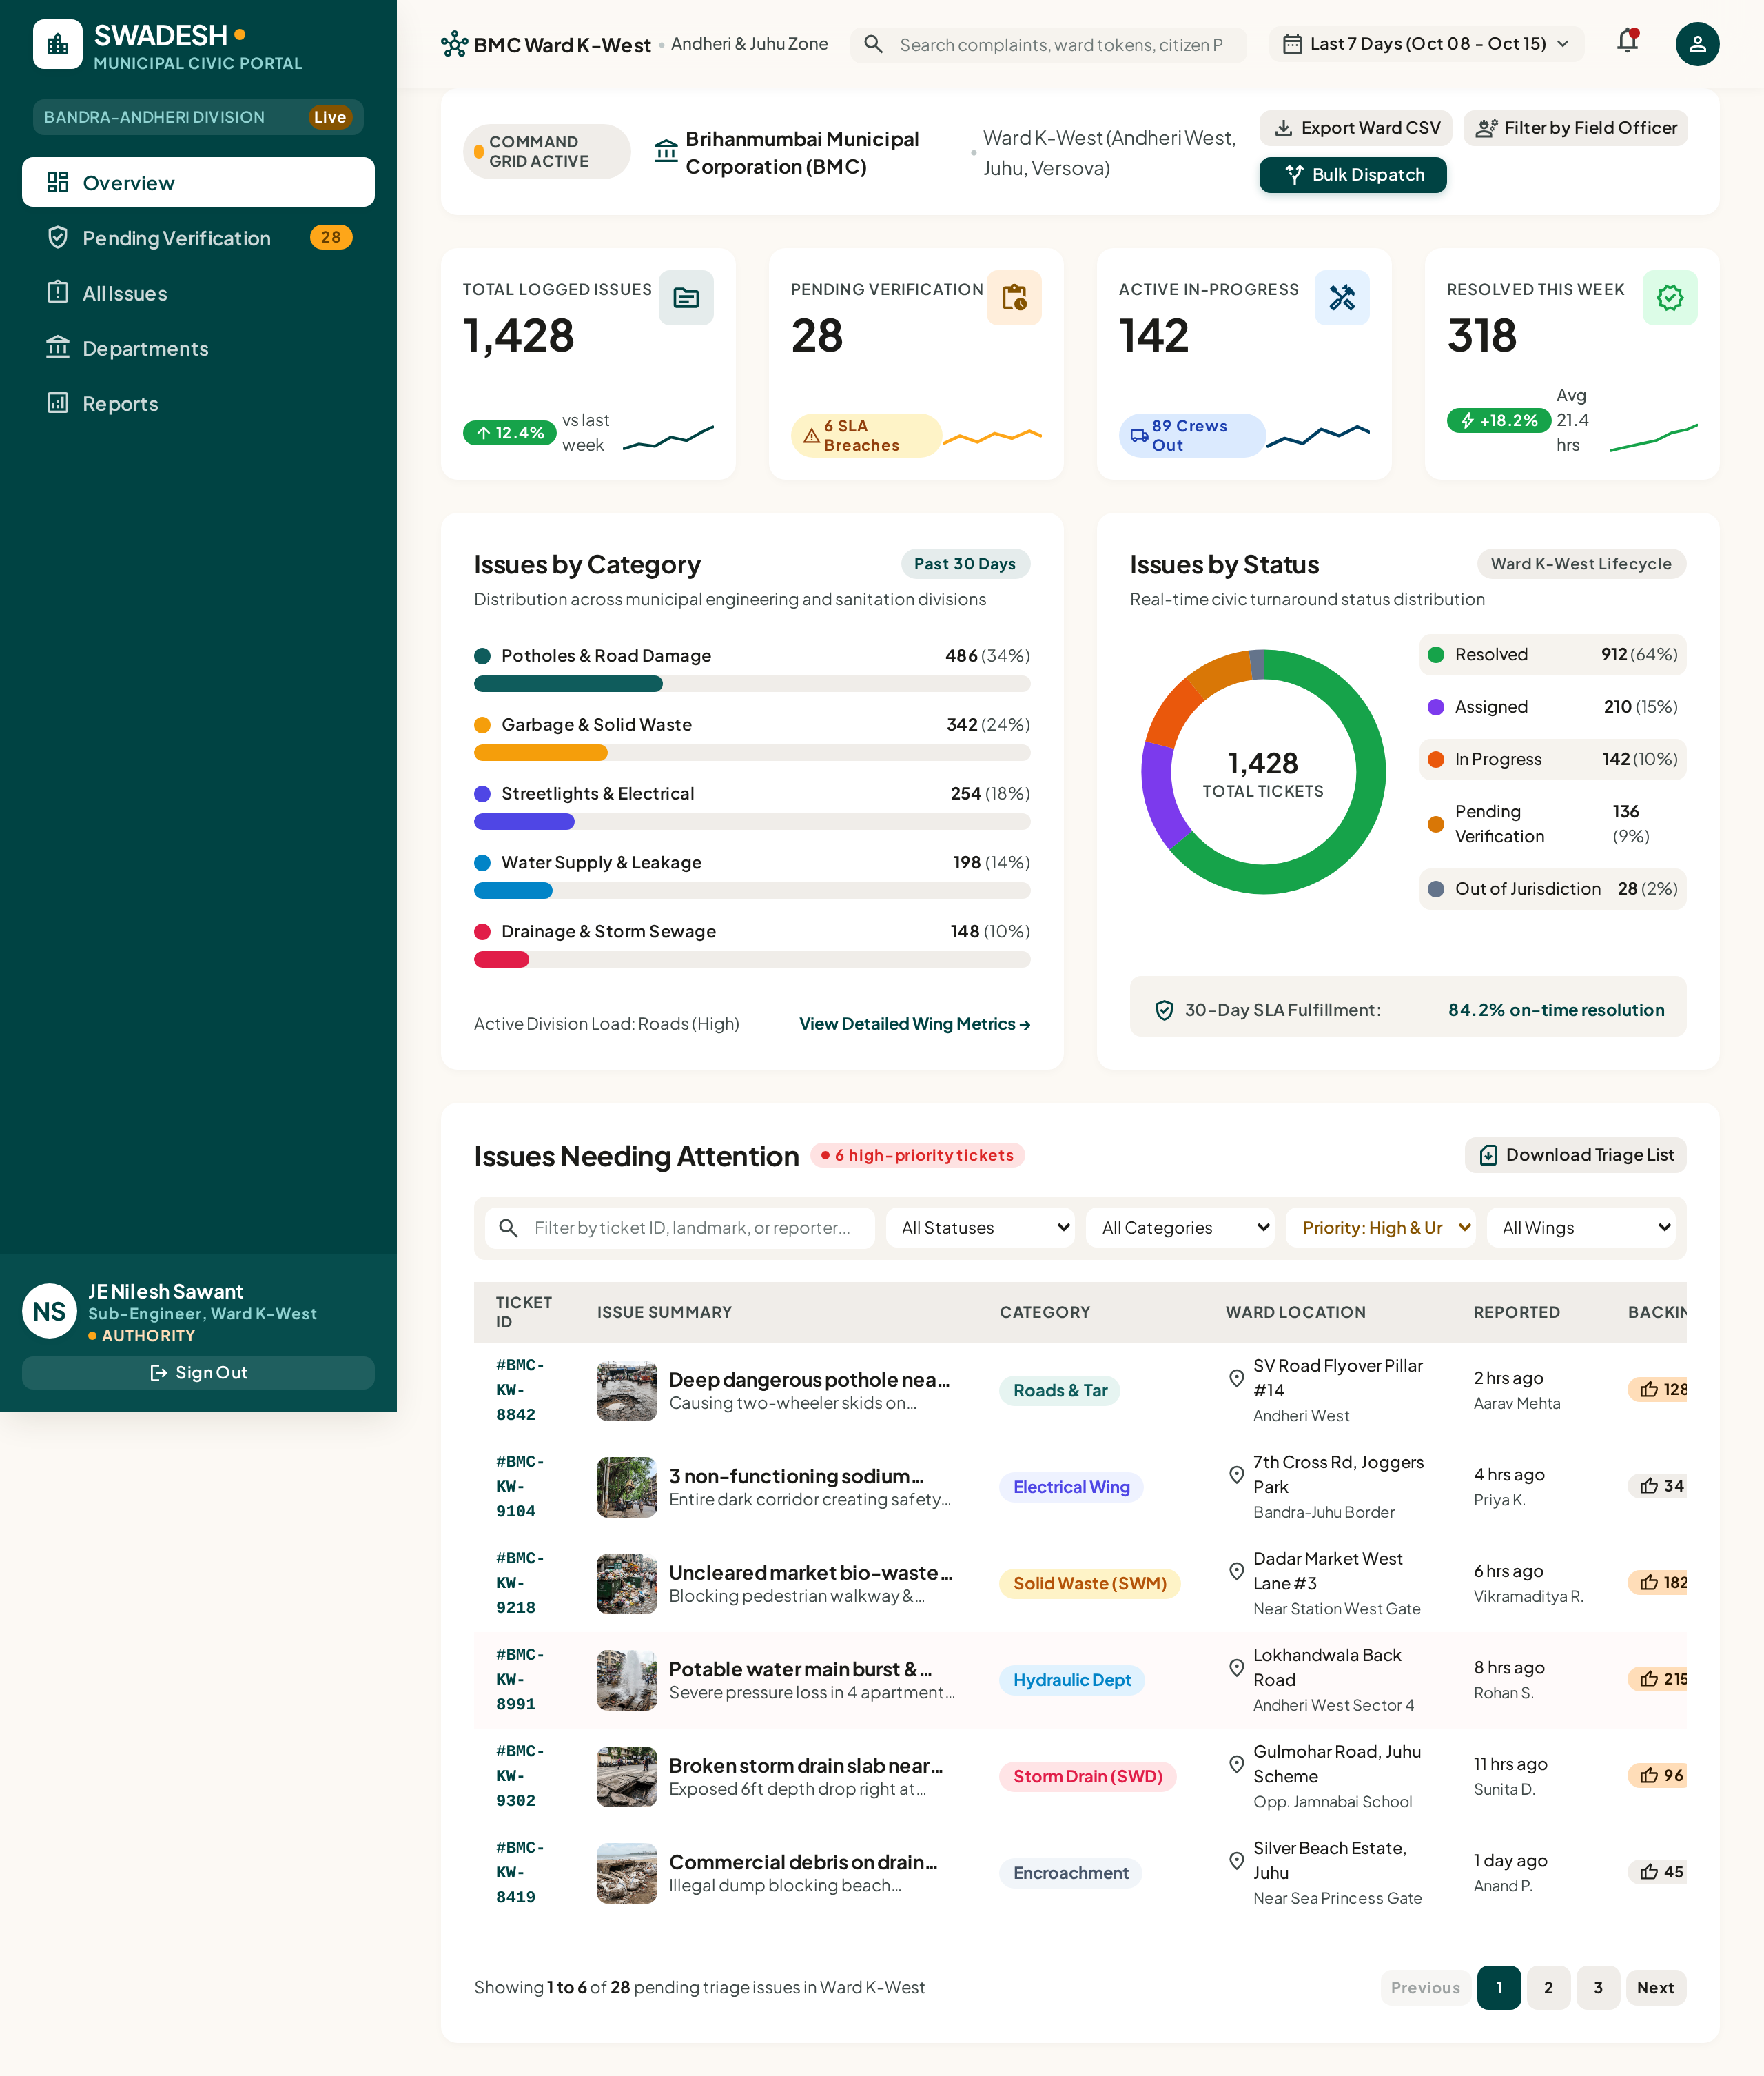 SWADESH
MUNICIPAL CIVIC PORTAL
BANDRA-ANDHERI DIVISION Live
Overview
Pending Verification 28
All Issues
Departments
Reports
NS
JE Nilesh Sawant
Sub-Engineer, Ward K-West
AUTHORITY
Sign Out
BMC Ward K-West • Andheri & Juhu Zone
Search complaints, ward tokens, citizen P
Last 7 Days (Oct 08 - Oct 15)
COMMAND
GRID ACTIVE
Brihanmumbai Municipal
Corporation (BMC)
• Ward K-West (Andheri West,
Juhu, Versova)
Export Ward CSV
Filter by Field Officer
Bulk Dispatch
TOTAL LOGGED ISSUES
1,428
12.4%
vs last
week
PENDING VERIFICATION
28
6 SLA
Breaches
ACTIVE IN-PROGRESS
142
89 Crews
Out
RESOLVED THIS WEEK
318
+18.2%
Avg
21.4
hrs
Issues by Category
Past 30 Days
Distribution across municipal engineering and sanitation divisions
Potholes & Road Damage 486 (34%)
Garbage & Solid Waste 342 (24%)
Streetlights & Electrical 254 (18%)
Water Supply & Leakage 198 (14%)
Drainage & Storm Sewage 148 (10%)
Active Division Load: Roads (High)
View Detailed Wing Metrics →
Issues by Status
Ward K-West Lifecycle
Real-time civic turnaround status distribution
1,428
TOTAL TICKETS
Resolved 912 (64%)
Assigned 210 (15%)
In Progress 142 (10%)
Pending
Verification
136
(9%)
Out of Jurisdiction 28 (2%)
30-Day SLA Fulfillment: 84.2% on-time resolution
Issues Needing Attention
6 high-priority tickets
Download Triage List
Filter by ticket ID, landmark, or reporter...
All Statuses
All Categories
Priority: High & Ur
All Wings
TICKET
ID
ISSUE SUMMARY
CATEGORY
WARD LOCATION
REPORTED
BACKIN
#BMC-
KW-
8842
Deep dangerous pothole nea...
Causing two-wheeler skids on...
Roads & Tar
SV Road Flyover Pillar
#14
Andheri West
2 hrs ago
Aarav Mehta
128
#BMC-
KW-
9104
3 non-functioning sodium...
Entire dark corridor creating safety...
Electrical Wing
7th Cross Rd, Joggers
Park
Bandra-Juhu Border
4 hrs ago
Priya K.
34
#BMC-
KW-
9218
Uncleared market bio-waste...
Blocking pedestrian walkway &...
Solid Waste (SWM)
Dadar Market West
Lane #3
Near Station West Gate
6 hrs ago
Vikramaditya R.
182
#BMC-
KW-
8991
Potable water main burst &...
Severe pressure loss in 4 apartment...
Hydraulic Dept
Lokhandwala Back
Road
Andheri West Sector 4
8 hrs ago
Rohan S.
215
#BMC-
KW-
9302
Broken storm drain slab near...
Exposed 6ft depth drop right at...
Storm Drain (SWD)
Gulmohar Road, Juhu
Scheme
Opp. Jamnabai School
11 hrs ago
Sunita D.
96
#BMC-
KW-
8419
Commercial debris on drain...
Illegal dump blocking beach...
Encroachment
Silver Beach Estate,
Juhu
Near Sea Princess Gate
1 day ago
Anand P.
45
Showing 1 to 6 of 28 pending triage issues in Ward K-West
Previous 1 2 3 Next